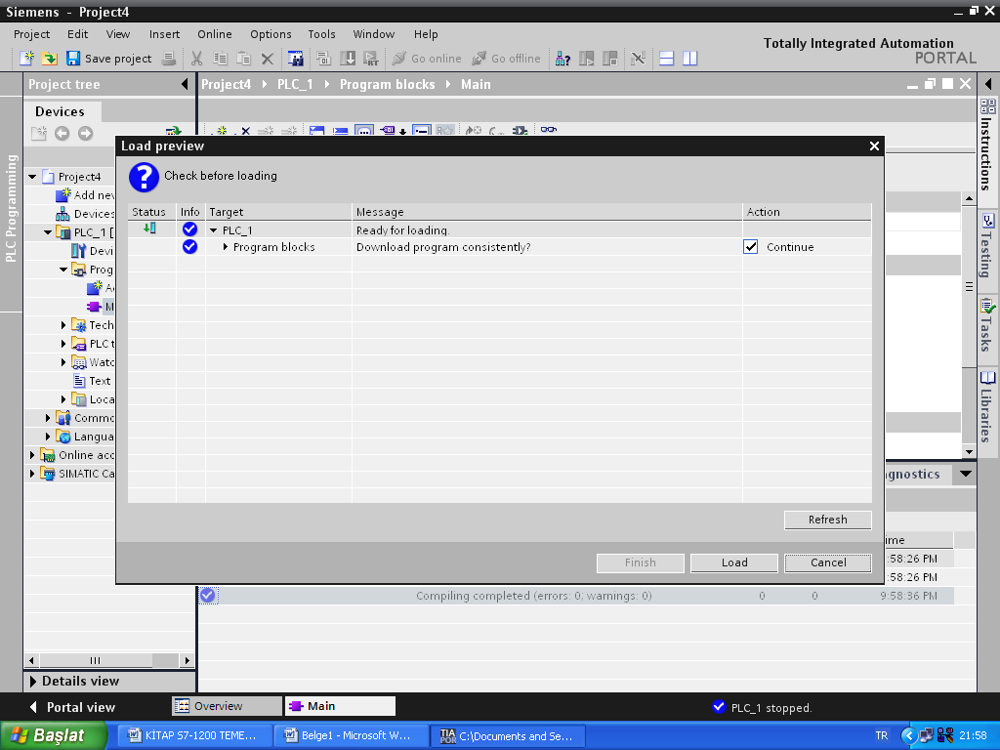 Siemens - Project4
Project Edit View Insert Online Options Tools Window Help
Totally Integrated Automation
PORTAL
Save project Go online Go offline
Project tree
Project4 PLC_1 Program blocks Main
Devices
PLC Programming
Instructions
Testing
Tasks
Libraries
Load preview
Check before loading
Status Info Target Message Action
PLC_1 Ready for loading.
Program blocks Download program consistently? Continue
Refresh
Finish Load Cancel
Project4
Add nev
Devices
PLC_1 [
Devi
Prog
A
M
Tech
PLC t
Watc
Text
Loca
Commo
Langua
Online acc
SIMATIC Ca
gnostics
ime
:58:26 PM
:58:26 PM
Compiling completed (errors: 0; warnings: 0) 0 0 9:58:36 PM
Details view
Portal view Overview Main PLC_1 stopped.
Başlat KİTAP S7-1200 TEME... Belge1 - Microsoft W... TIA POR C:\Documents and Se... TR 21:58